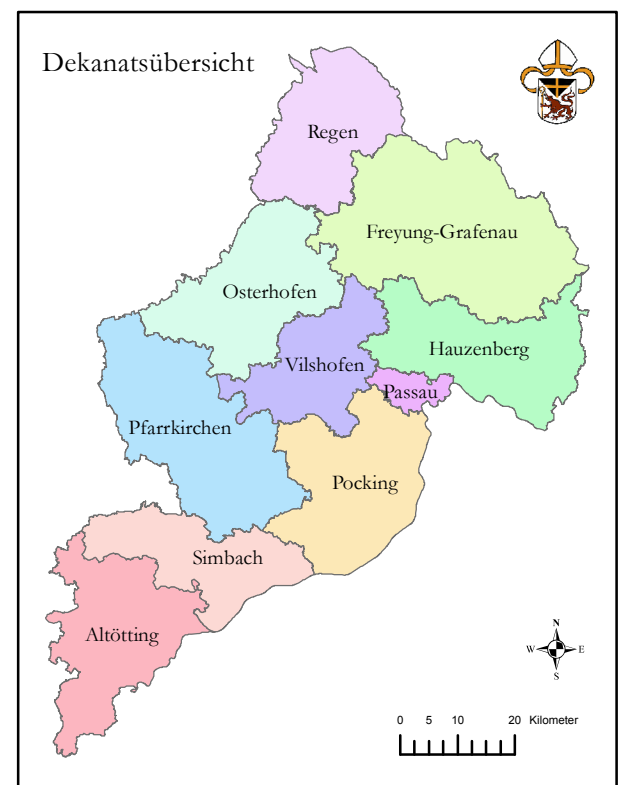 Dekanatsübersicht
Regen
Freyung-Grafenau
Osterhofen
Hauzenberg
Vilshofen
Passau
Pfarrkirchen
Pocking
Simbach
Altötting
N
W E
S
0 5 10 20 Kilometer